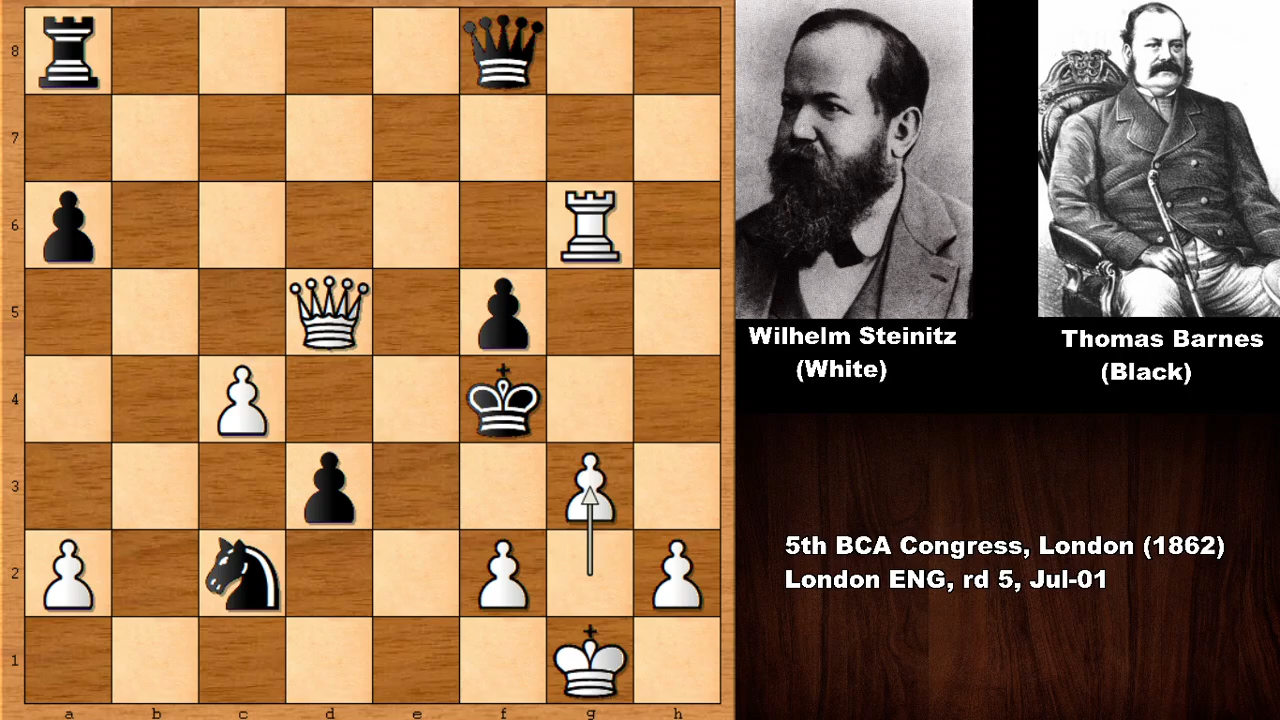 8
7
6
5
4
3
2
1
a b c d e f g h
Wilhelm Steinitz
(White)
Thomas Barnes
(Black)
5th BCA Congress, London (1862)
London ENG, rd 5, Jul-01